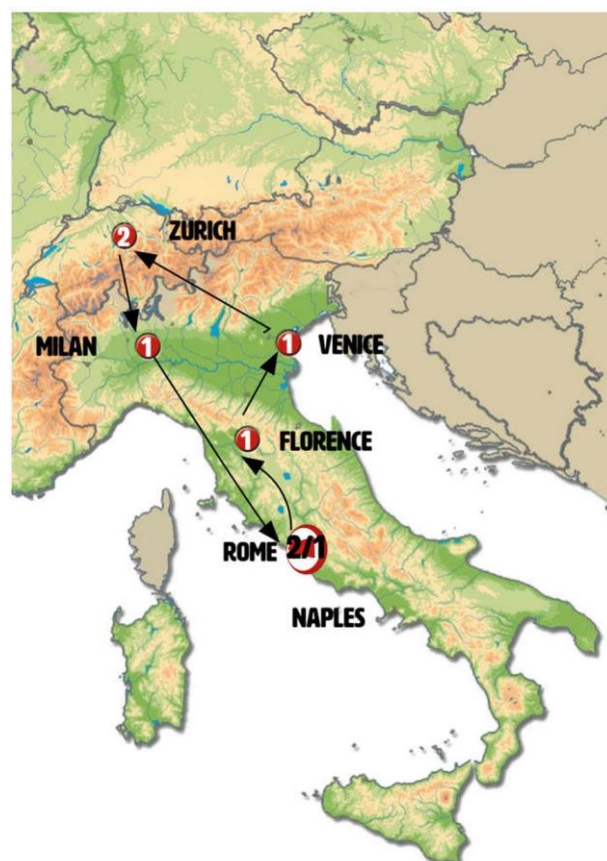 2 ZURICH
MILAN 1
1 VENICE
1 FLORENCE
ROME 2/1
NAPLES